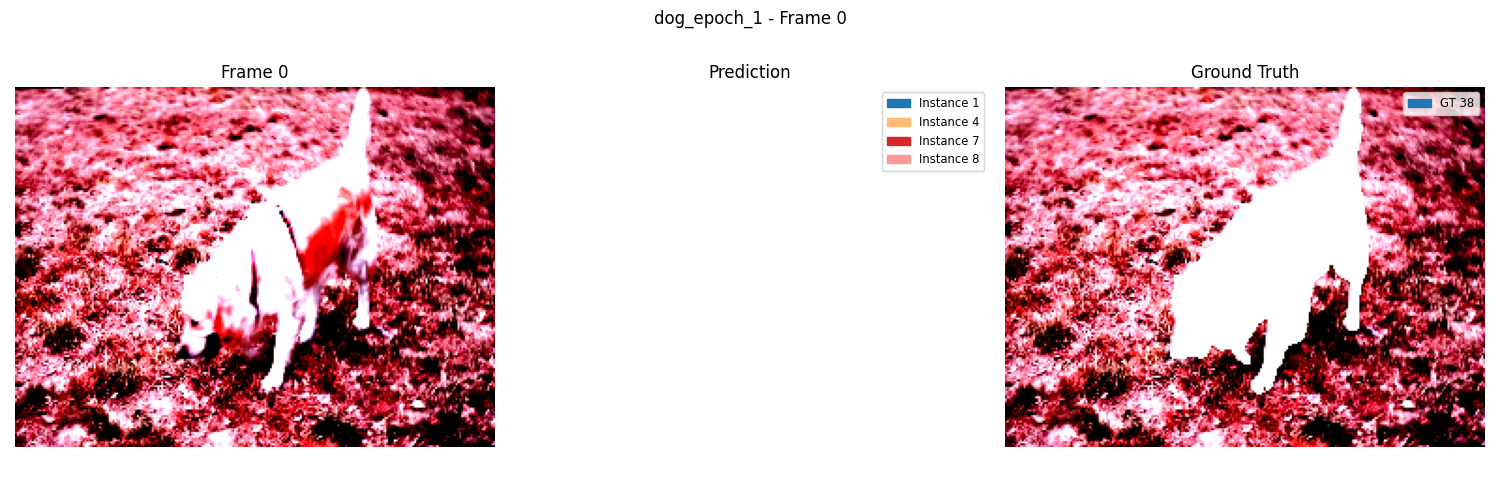 dog_epoch_1 - Frame 0
Frame 0
Prediction
Ground Truth
Instance 1
Instance 4
Instance 7
Instance 8
GT 38